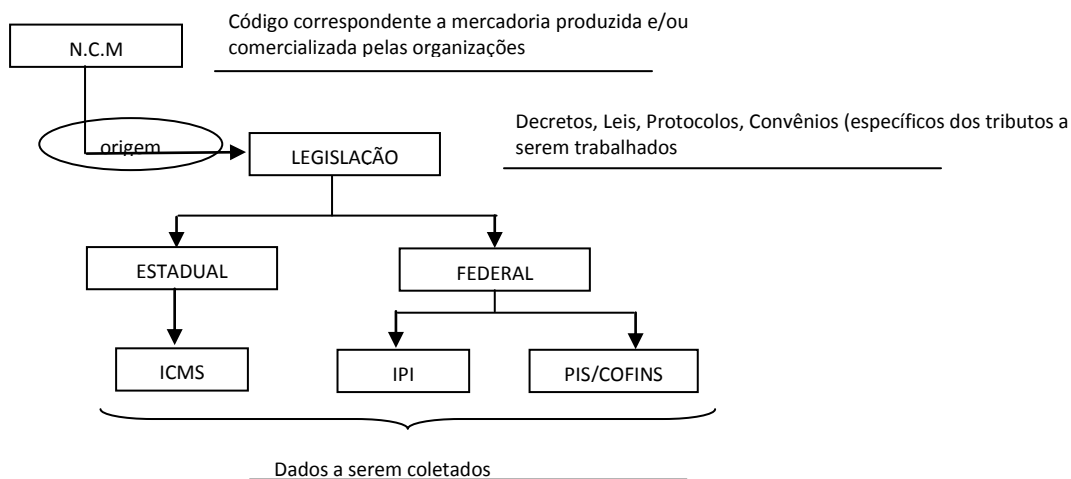 Código correspondente a mercadoria produzida e/ou
comercializada pelas organizações
N.C.M
Decretos, Leis, Protocolos, Convênios (específicos dos tributos a
serem trabalhados
origem
LEGISLAÇÃO
ESTADUAL
FEDERAL
ICMS
IPI
PIS/COFINS
Dados a serem coletados